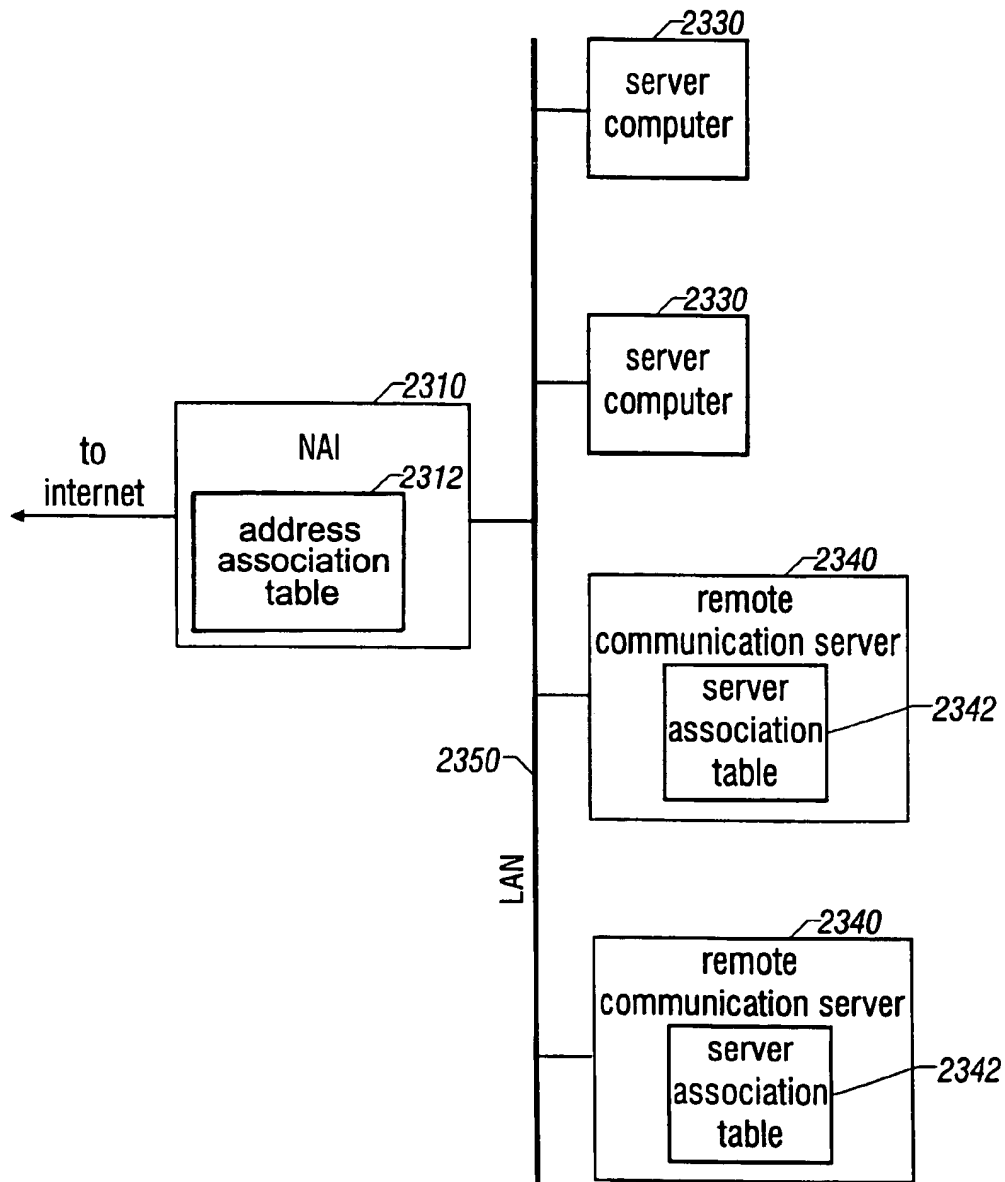 2330
server
computer
2330
server
computer
2310
NAI
to
internet
2312
address
association
table
2340
remote
communication server
server
association
table
2342
2350
LAN
2340
remote
communication server
server
association
table
2342